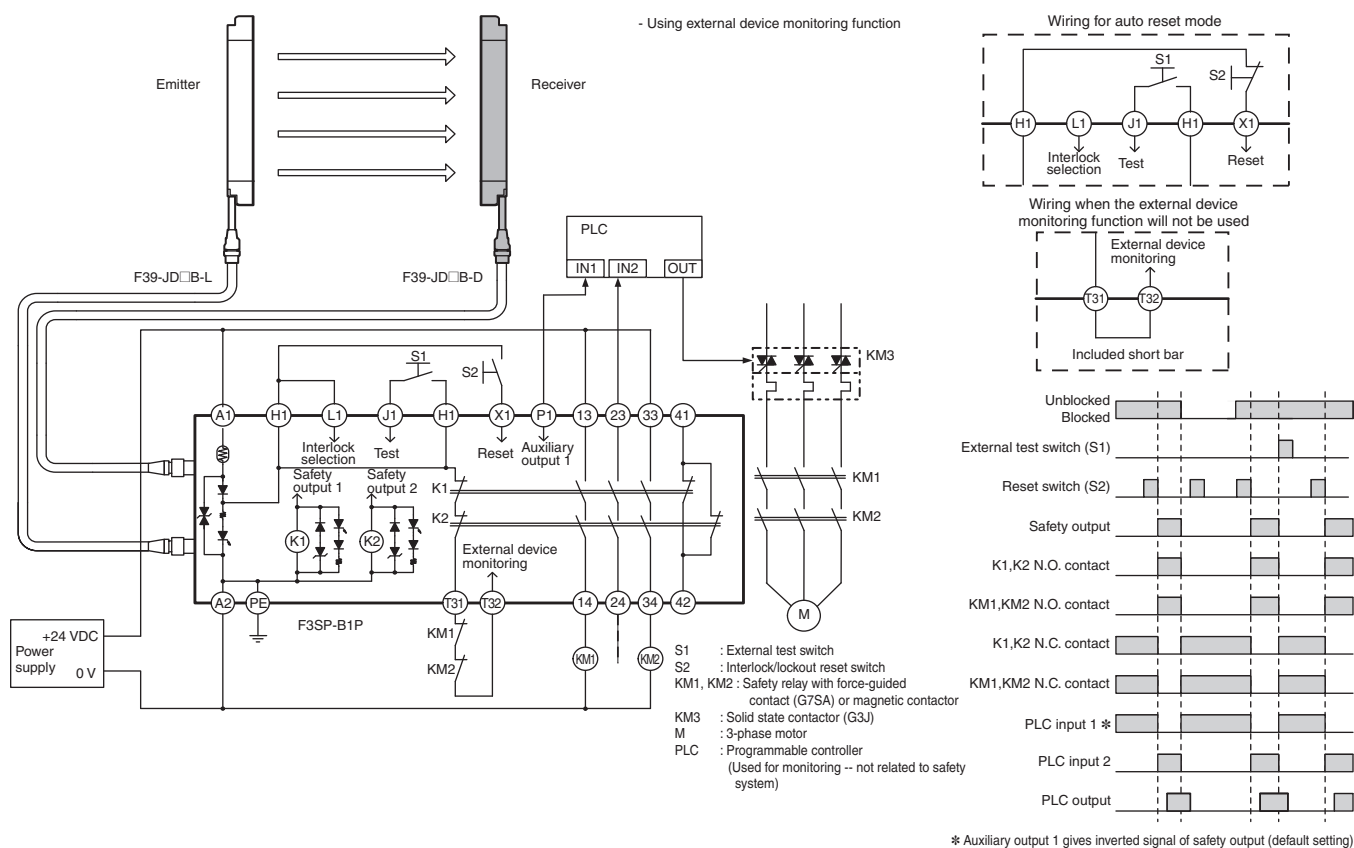 - Using external device monitoring function
Emitter
Receiver
F39-JD□B-L
F39-JD□B-D
PLC
IN1
IN2
OUT
KM3
S1
S2
A1
H1
L1
J1
H1
X1
P1
13
23
33
41
Interlock
selection
Test
Reset
Auxiliary
output 1
Safety
output 1
Safety
output 2
K1
K2
K1
K2
External device
monitoring
KM1
KM2
M
A2
PE
T31
T32
14
24
34
42
F3SP-B1P
KM1
KM2
KM1
KM2
+24 VDC
Power
supply
0 V
S1 : External test switch
S2 : Interlock/lockout reset switch
KM1, KM2 : Safety relay with force-guided
contact (G7SA) or magnetic contactor
KM3 : Solid state contactor (G3J)
M : 3-phase motor
PLC : Programmable controller
(Used for monitoring -- not related to safety
system)
Wiring for auto reset mode
S1
S2
H1
L1
J1
H1
X1
Interlock
selection
Test
Reset
Wiring when the external device
monitoring function will not be used
External device
monitoring
T31
T32
Included short bar
Unblocked
Blocked
External test switch (S1)
Reset switch (S2)
Safety output
K1,K2 N.O. contact
KM1,KM2 N.O. contact
K1,K2 N.C. contact
KM1,KM2 N.C. contact
PLC input 1 ✻
PLC input 2
PLC output
✻ Auxiliary output 1 gives inverted signal of safety output (default setting)